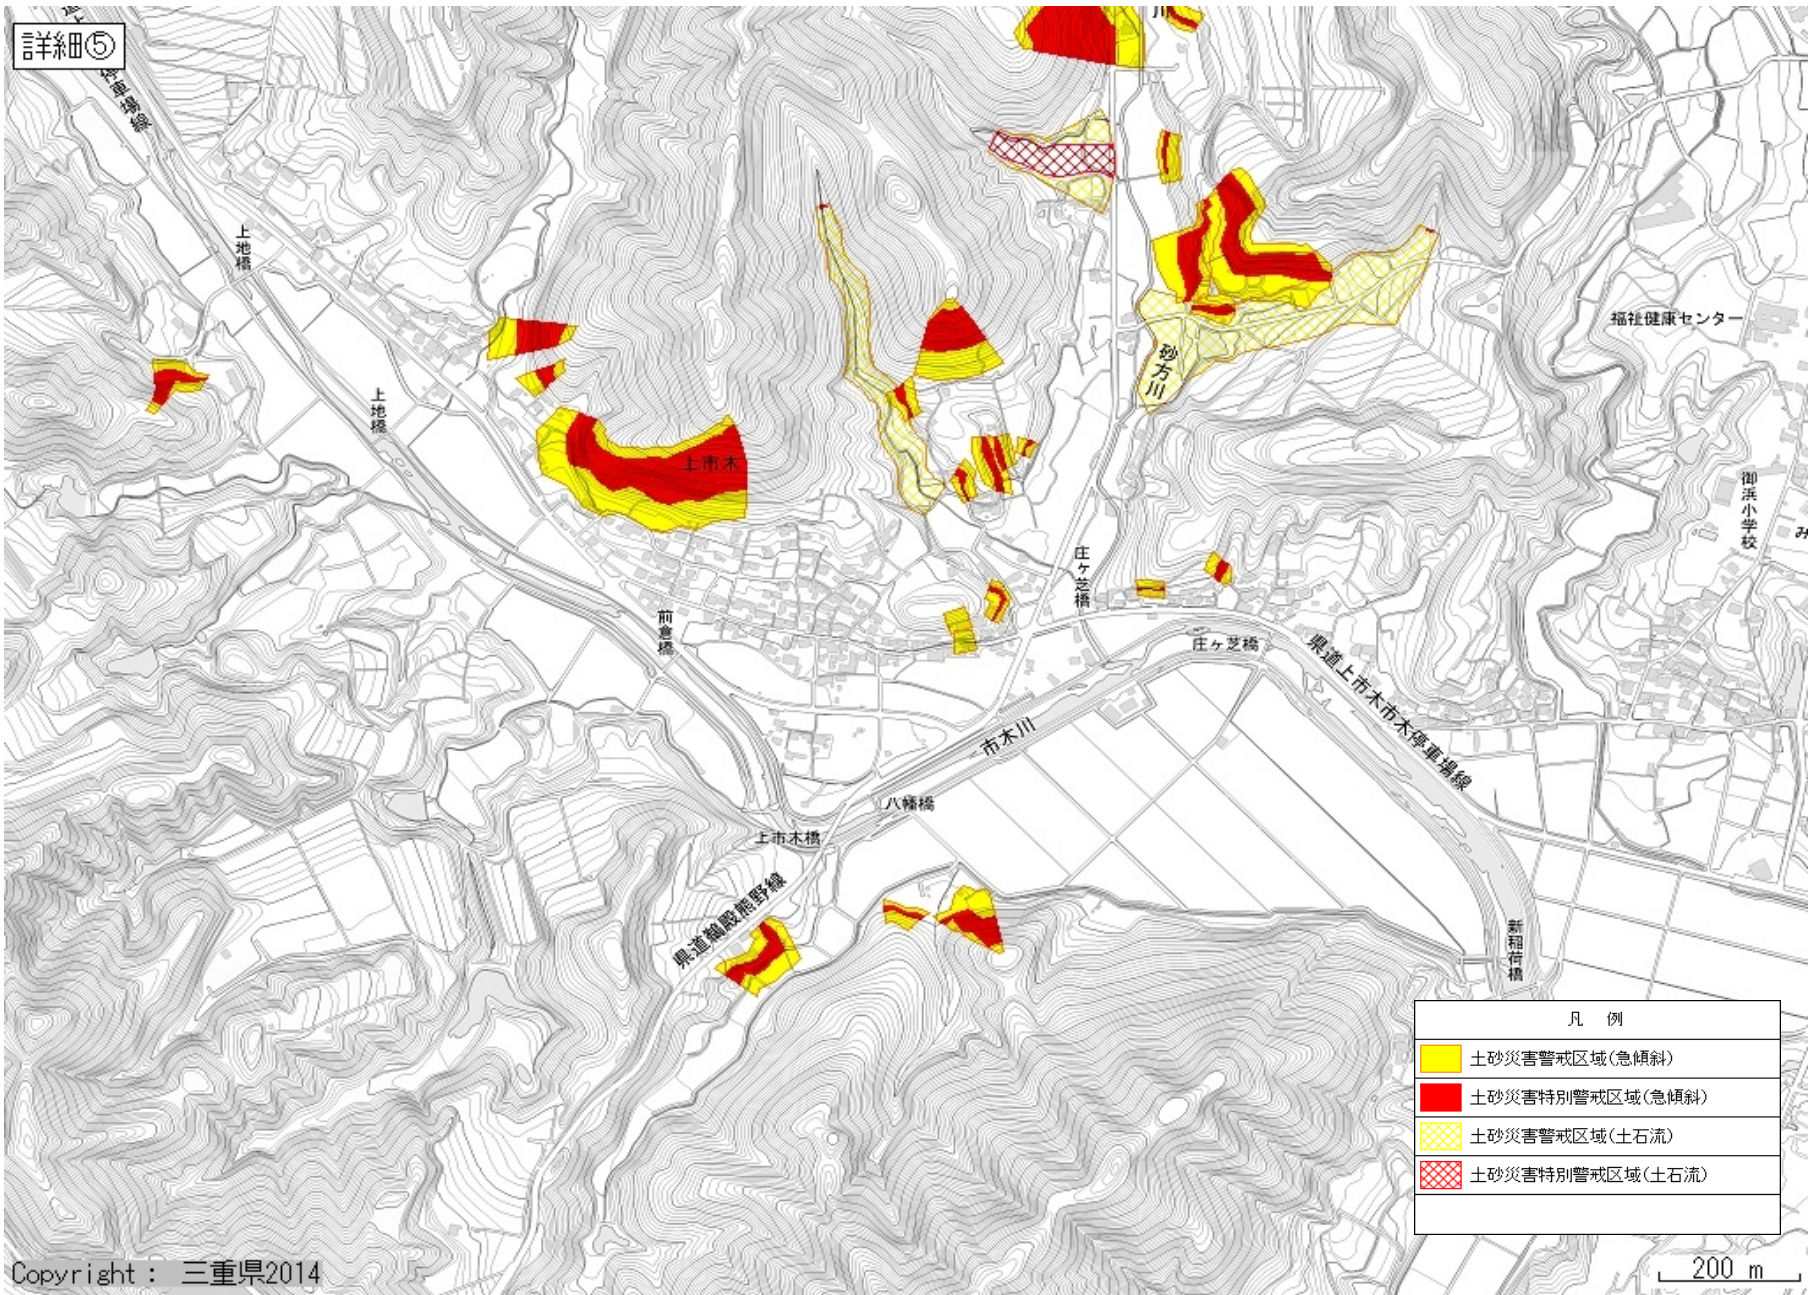 詳細⑤
停車場線
川
上地橋
福祉健康センター
砂方川
上地橋
上市木
御浜小学校
み
庄ヶ芝橋
前倉橋
庄ヶ芝橋
県道上市木市木停車場線
市木川
八幡橋
上市木橋
県道鵜殿熊野線
新稲荷橋
凡 例
土砂災害警戒区域(急傾斜)
土砂災害特別警戒区域(急傾斜)
土砂災害警戒区域(土石流)
土砂災害特別警戒区域(土石流)
Copyright : 三重県2014
200 m